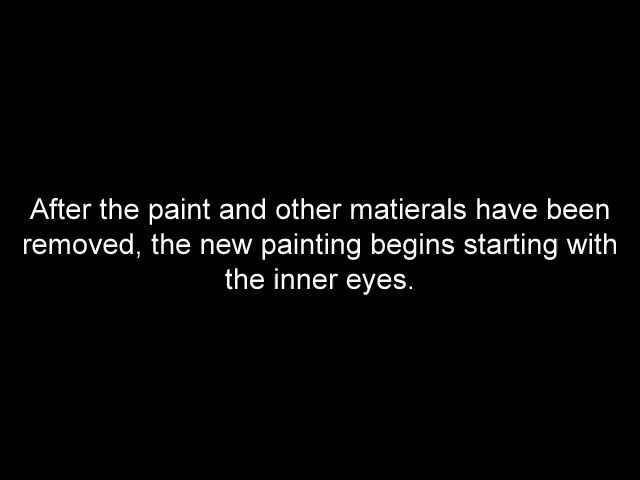 After the paint and other matierals have been
removed, the new painting begins starting with
the inner eyes.